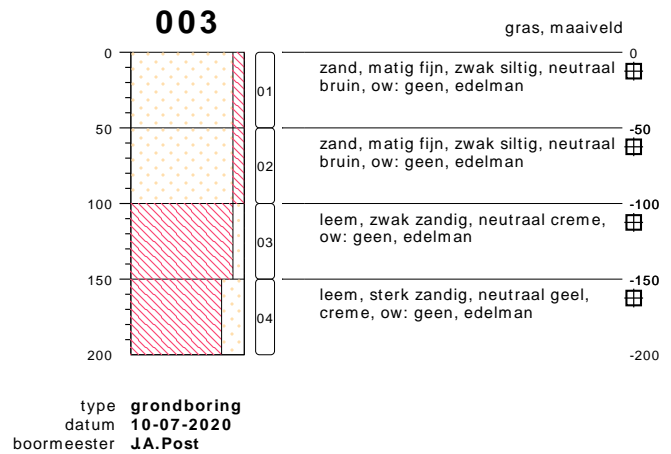 003
gras, maaiveld
0
0
zand, matig fijn, zwak siltig, neutraal
bruin, ow: geen, edelman
01
50
-50
zand, matig fijn, zwak siltig, neutraal
bruin, ow: geen, edelman
02
100
-100
leem, zwak zandig, neutraal creme,
ow: geen, edelman
03
150
-150
leem, sterk zandig, neutraal geel,
creme, ow: geen, edelman
04
200
-200
type grondboring
datum 10-07-2020
boormeester J.A.Post